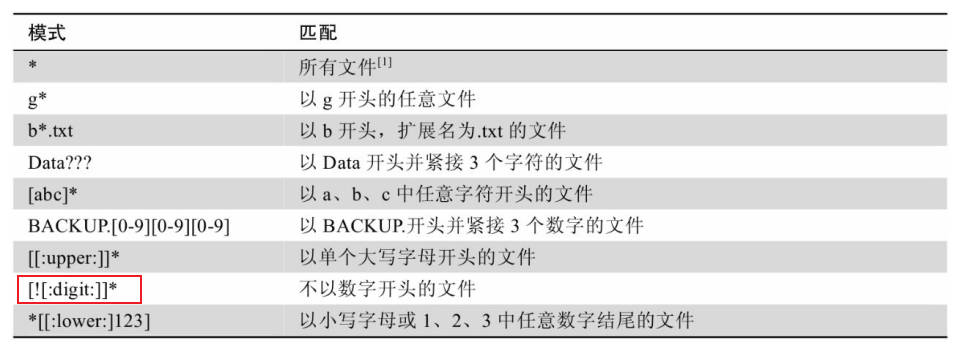 模式 匹配
* 所有文件[1]
g* 以 g 开头的任意文件
b*.txt 以 b 开头，扩展名为.txt 的文件
Data??? 以 Data 开头并紧接 3 个字符的文件
[abc]* 以 a、b、c 中任意字符开头的文件
BACKUP.[0-9][0-9][0-9] 以 BACKUP.开头并紧接 3 个数字的文件
[[:upper:]]* 以单个大写字母开头的文件
[![:digit:]]* 不以数字开头的文件
*[[:lower:]123] 以小写字母或 1、2、3 中任意数字结尾的文件